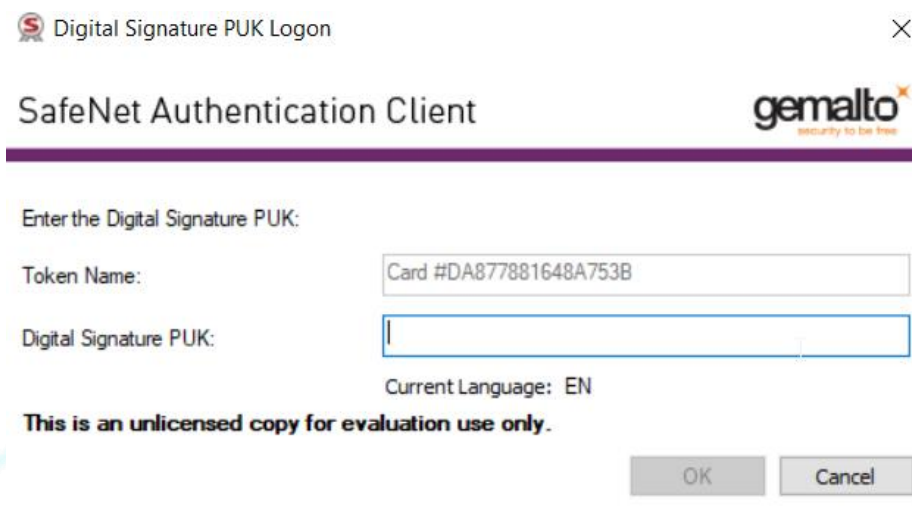 Digital Signature PUK Logon
SafeNet Authentication Client
gemalto
security to be free
Enter the Digital Signature PUK:
Token Name: Card #DA877881648A753B
Digital Signature PUK:
Current Language: EN
This is an unlicensed copy for evaluation use only.
OK Cancel